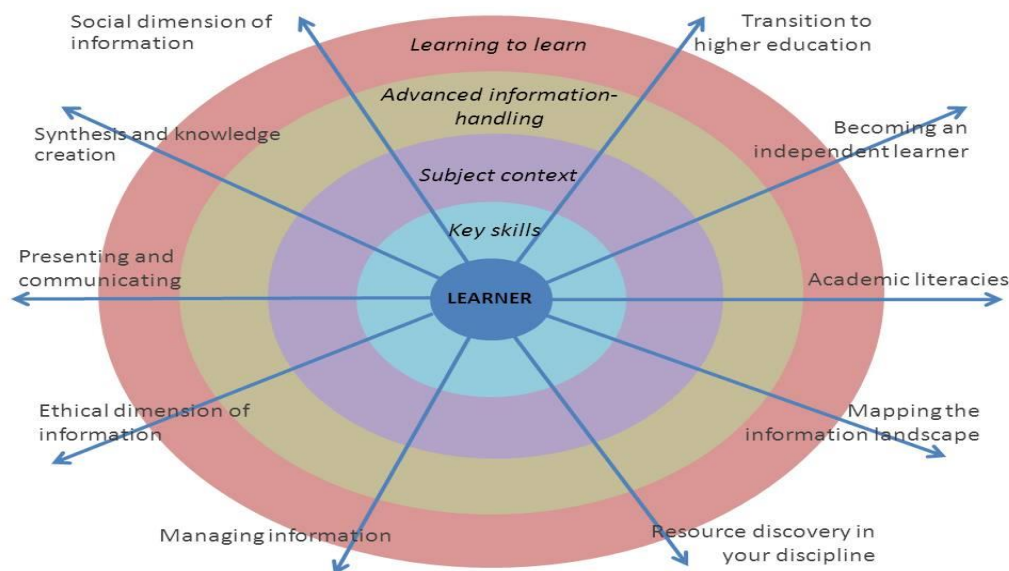 Social dimension of
information
Learning to learn
Transition to
higher education
Advanced information-
handling
Synthesis and knowledge
creation
Becoming an
independent learner
Subject context
Key skills
Presenting and
communicating
LEARNER
Academic literacies
Ethical dimension of
information
Mapping the
information landscape
Managing information
Resource discovery in
your discipline